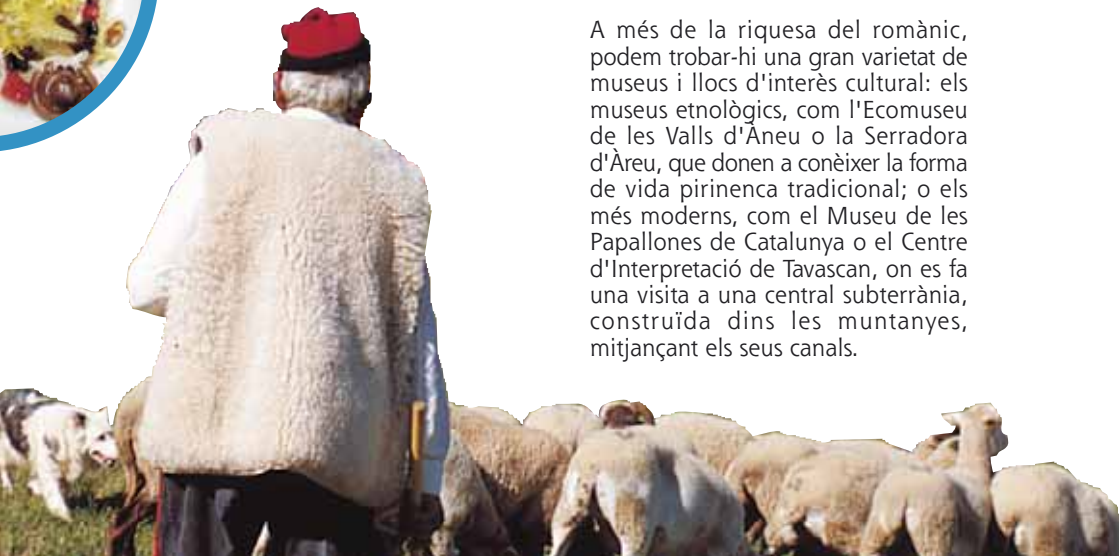 A més de la riquesa del romànic,
podem trobar-hi una gran varietat de
museus i llocs d'interès cultural: els
museus etnològics, com l'Ecomuseu
de les Valls d'Àneu o la Serradora
d'Àreu, que donen a conèixer la forma
de vida pirinenca tradicional; o els
més moderns, com el Museu de les
Papallones de Catalunya o el Centre
d'Interpretació de Tavascan, on es fa
una visita a una central subterrània,
construïda dins les muntanyes,
mitjançant els seus canals.